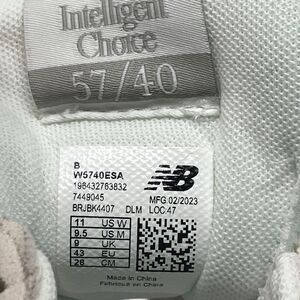 Intelligent
Choice
57/40
B
W5740ESA
196432763832
7449045
MFG 02/2023
BRJBK4407 DLM LOC:47
11 US W
9.5 US M
9 UK
43 EU
28 CM
Made in China
Fabriqué en Chine